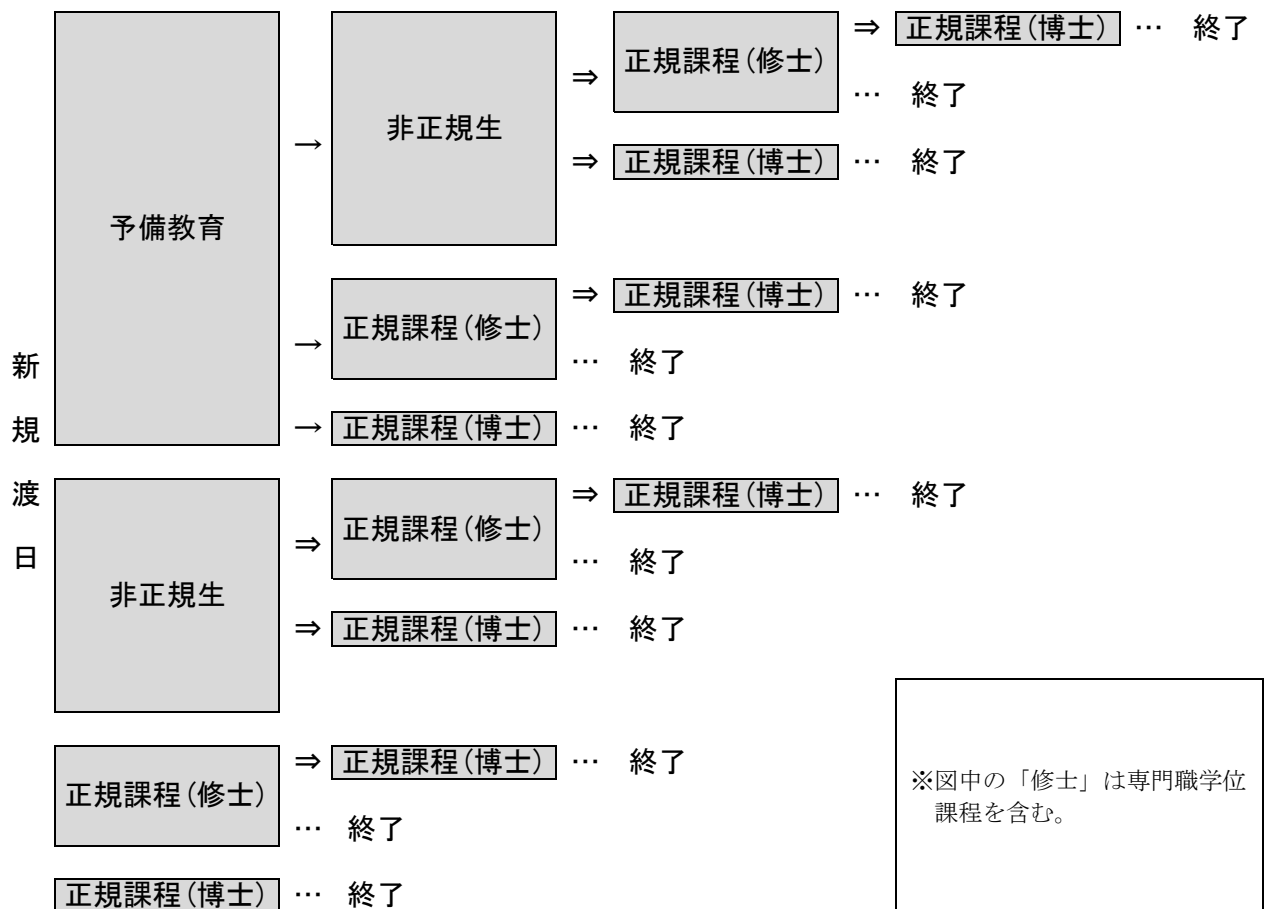 ⇒ 正規課程(博士) … 終了
正規課程(修士)
⇒
… 終了
非正規生
→
⇒ 正規課程(博士) … 終了
予備教育
⇒ 正規課程(博士) … 終了
正規課程(修士)
→
… 終了
→ 正規課程(博士) … 終了
新規渡日
⇒ 正規課程(博士) … 終了
正規課程(修士)
⇒
… 終了
非正規生
⇒ 正規課程(博士) … 終了
⇒ 正規課程(博士) … 終了
正規課程(修士)
… 終了
正規課程(博士) … 終了
※図中の「修士」は専門職学位
課程を含む。